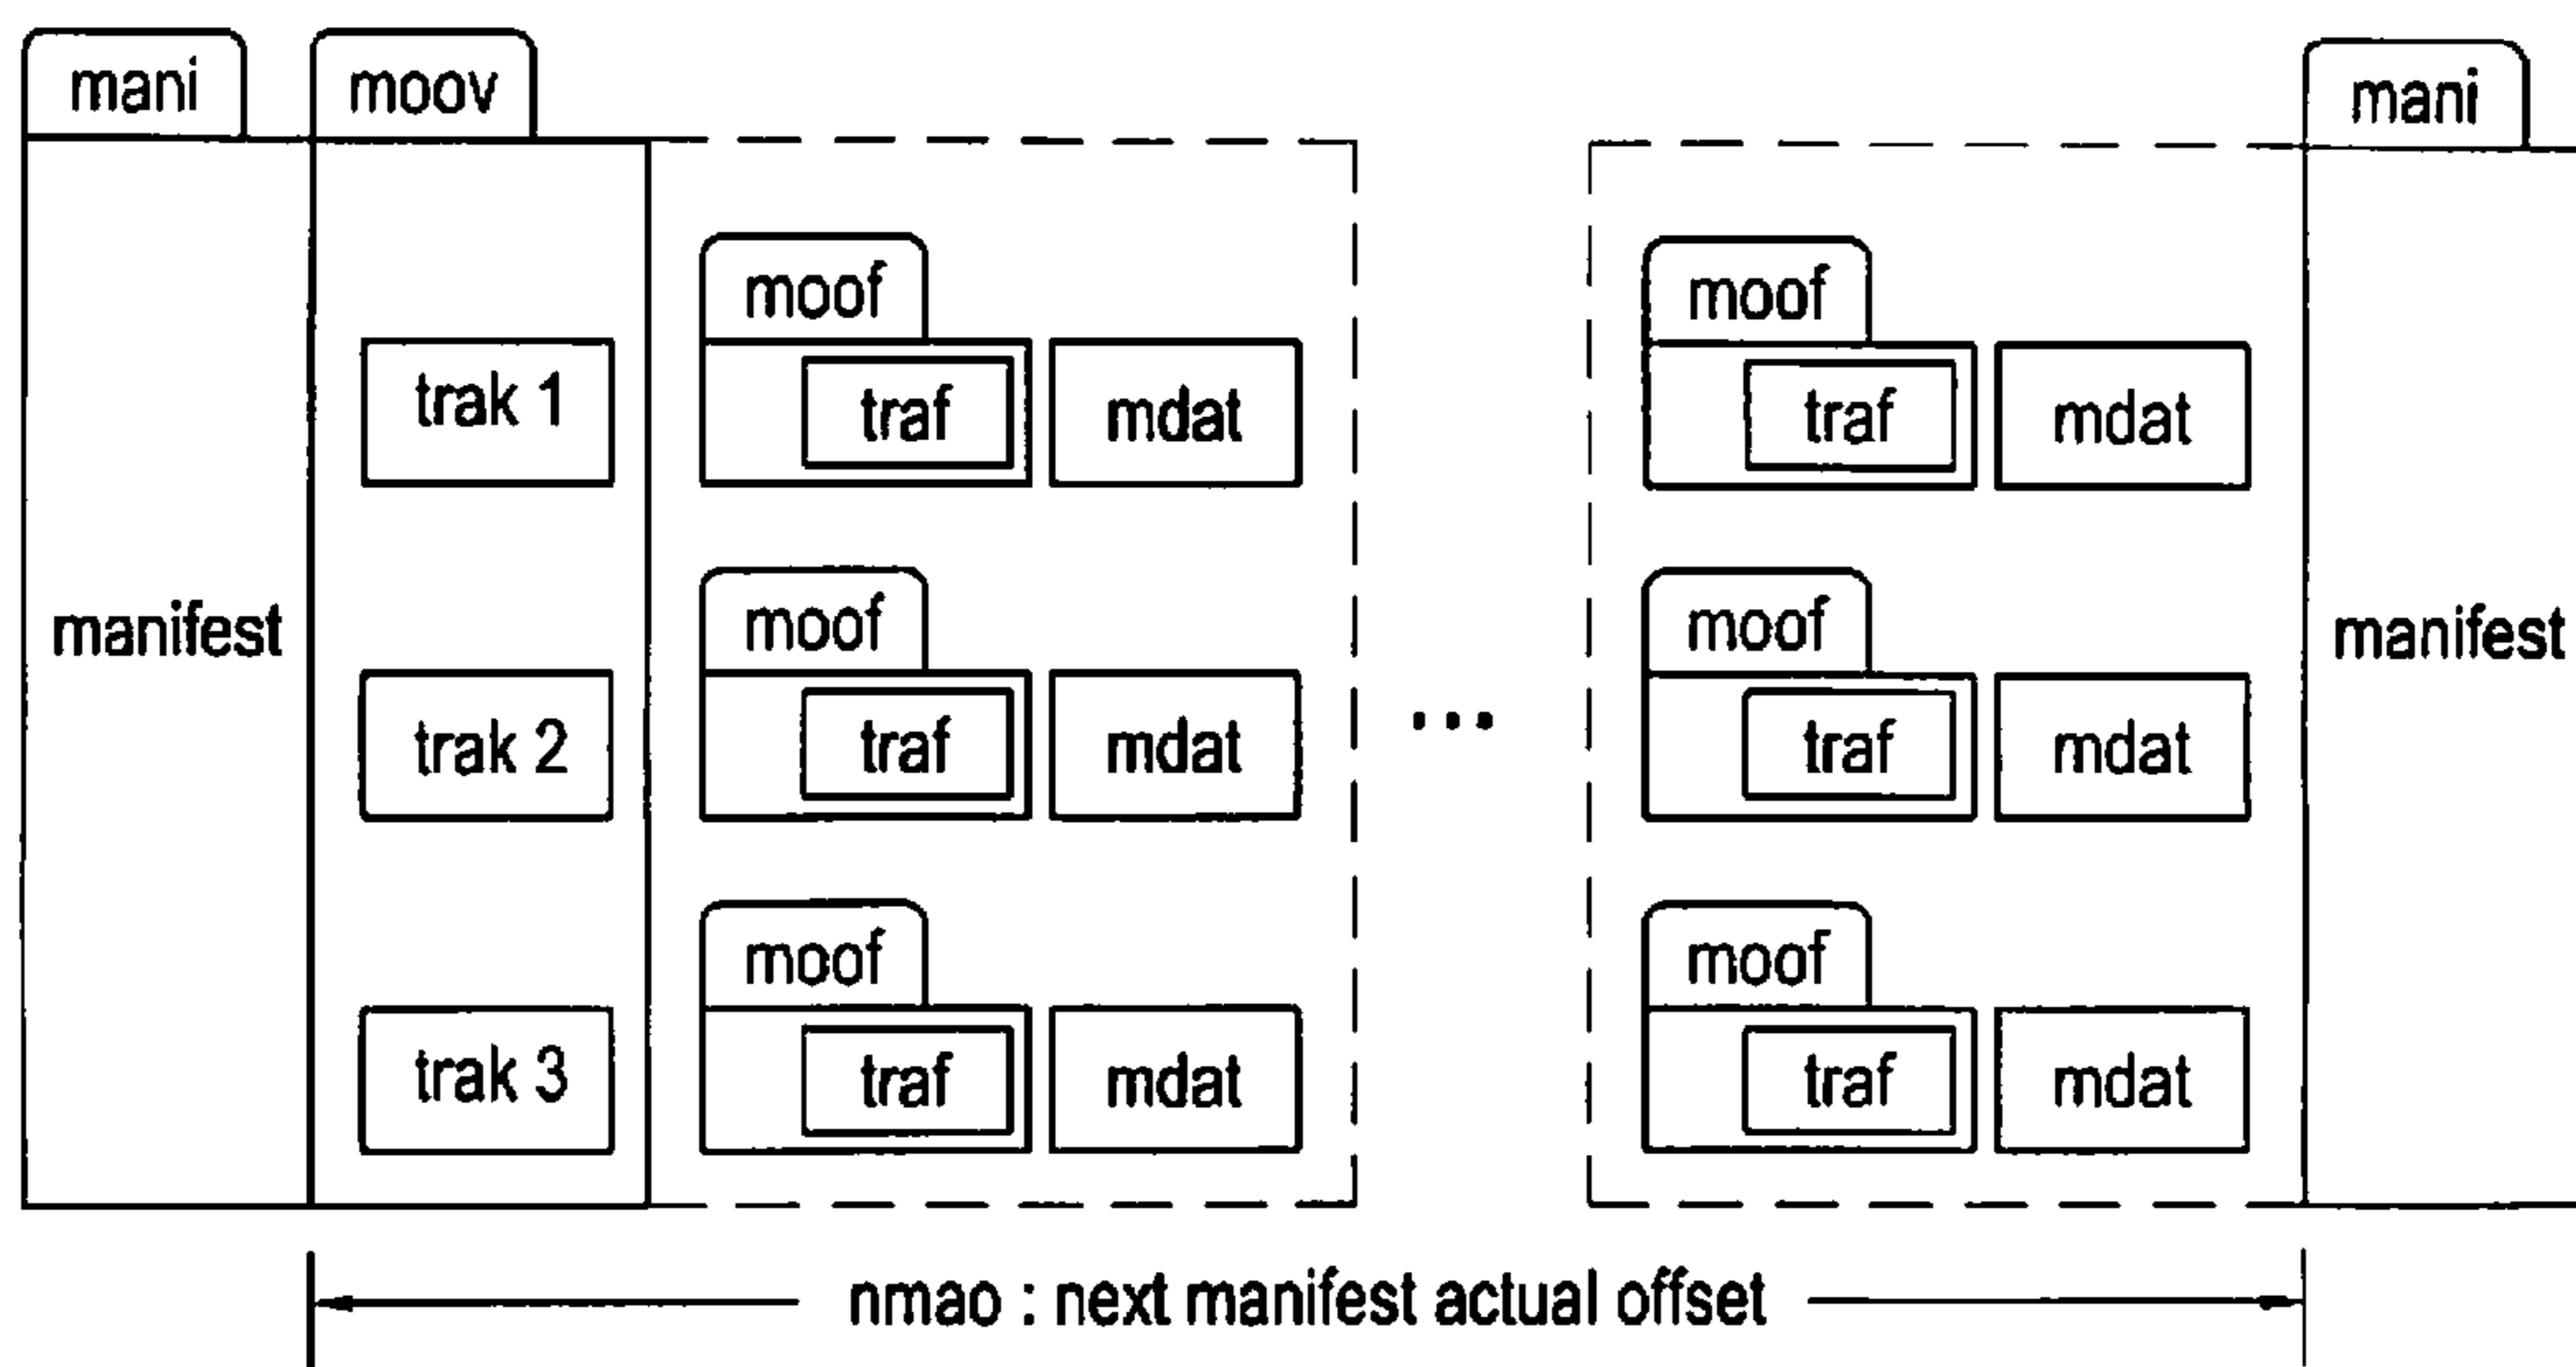 mani moov mani
moof moof
trak 1 traf mdat traf mdat
moof moof
manifest manifest
trak 2 traf mdat ... traf mdat
moof moof
trak 3 traf mdat traf mdat
nmao : next manifest actual offset